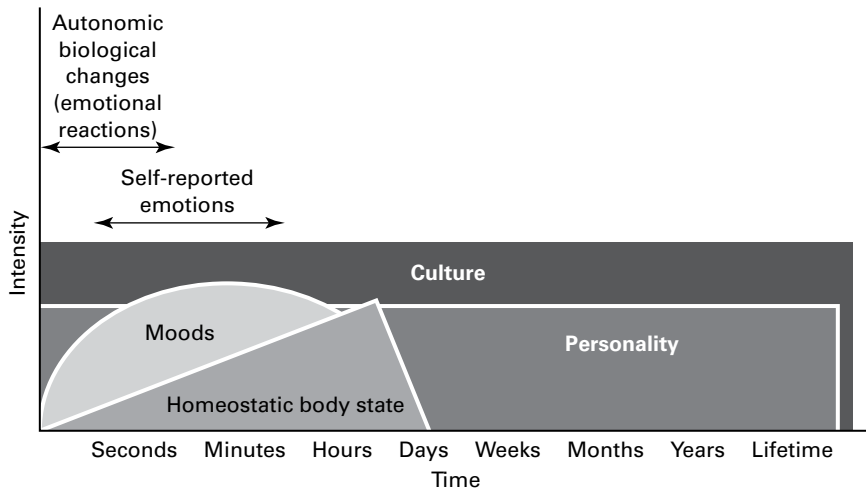 Autonomic
biological
changes
(emotional
reactions)
Self-reported
emotions
Intensity
Culture
Moods
Personality
Homeostatic body state
Seconds Minutes Hours Days Weeks Months Years Lifetime
Time